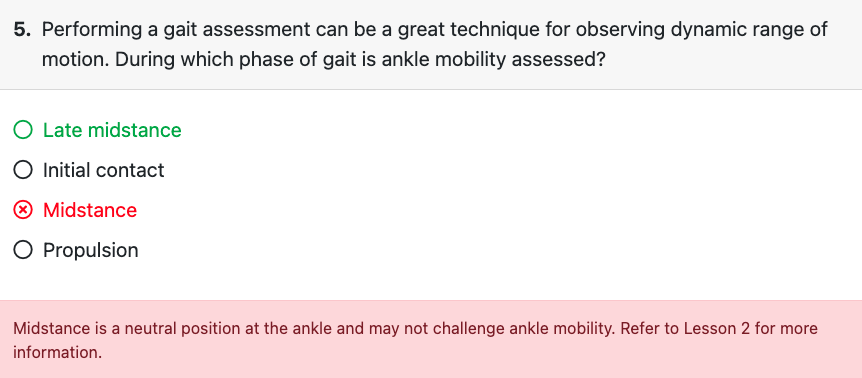 5. Performing a gait assessment can be a great technique for observing dynamic range of
motion. During which phase of gait is ankle mobility assessed?
Late midstance
Initial contact
Midstance
Propulsion
Midstance is a neutral position at the ankle and may not challenge ankle mobility. Refer to Lesson 2 for more
information.